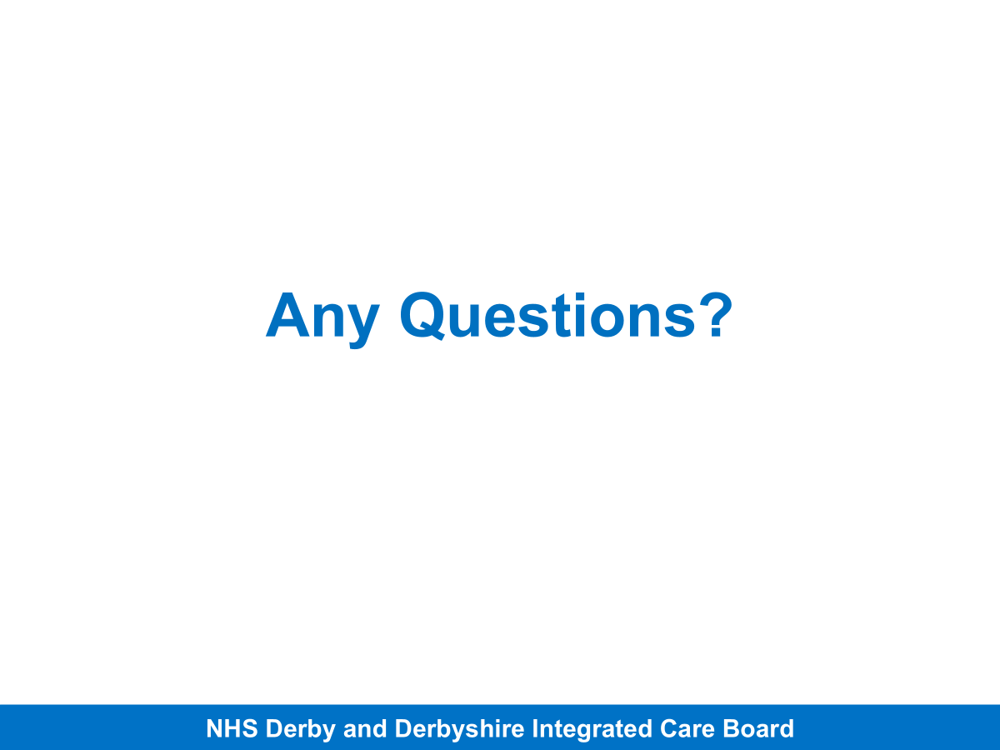 Any Questions?
NHS Derby and Derbyshire Integrated Care Board